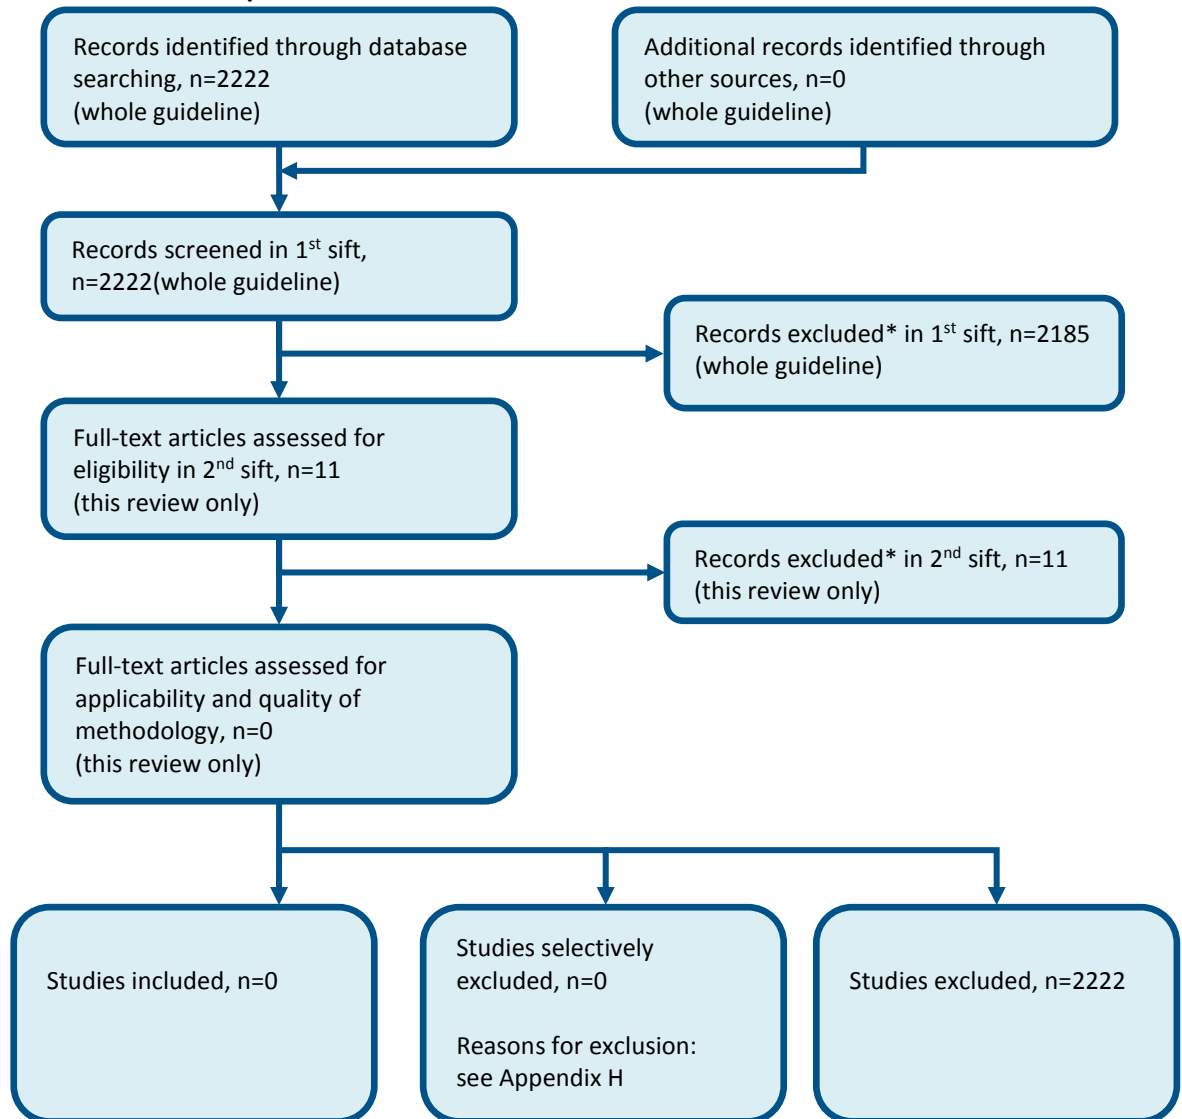 Records identified through database
searching, n=2222
(whole guideline)
Additional records identified through
other sources, n=0
(whole guideline)
Records screened in 1st sift,
n=2222(whole guideline)
Records excluded* in 1st sift, n=2185
(whole guideline)
Full-text articles assessed for
eligibility in 2nd sift, n=11
(this review only)
Records excluded* in 2nd sift, n=11
(this review only)
Full-text articles assessed for
applicability and quality of
methodology, n=0
(this review only)
Studies included, n=0
Studies selectively
excluded, n=0
Reasons for exclusion:
see Appendix H
Studies excluded, n=2222